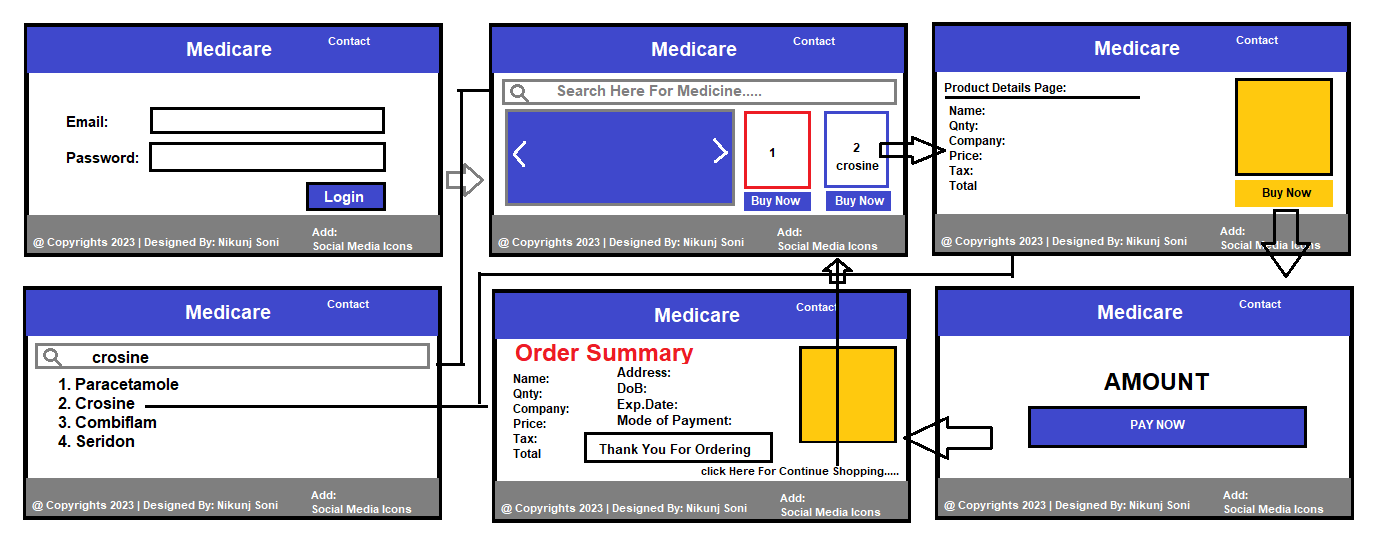 Medicare
Contact
Email:
Password:
Login
@ Copyrights 2023 | Designed By: Nikunj Soni
Add:
Social Media Icons
Medicare
Contact
Search Here For Medicine.....
1
2
crosine
Buy Now
Buy Now
@ Copyrights 2023 | Designed By: Nikunj Soni
Add:
Social Media Icons
Medicare
Contact
Product Details Page:
Name:
Qnty:
Company:
Price:
Tax:
Total
Buy Now
@ Copyrights 2023 | Designed By: Nikunj Soni
Add:
Social Media Icons
Medicare
Contact
crosine
1. Paracetamole
2. Crosine
3. Combiflam
4. Seridon
@ Copyrights 2023 | Designed By: Nikunj Soni
Add:
Social Media Icons
Medicare
Contact
Order Summary
Name:
Qnty:
Company:
Price:
Tax:
Total
Address:
DoB:
Exp.Date:
Mode of Payment:
Thank You For Ordering
click Here For Continue Shopping.....
@ Copyrights 2023 | Designed By: Nikunj Soni
Add:
Social Media Icons
Medicare
Contact
AMOUNT
PAY NOW
@ Copyrights 2023 | Designed By: Nikunj Soni
Add:
Social Media Icons